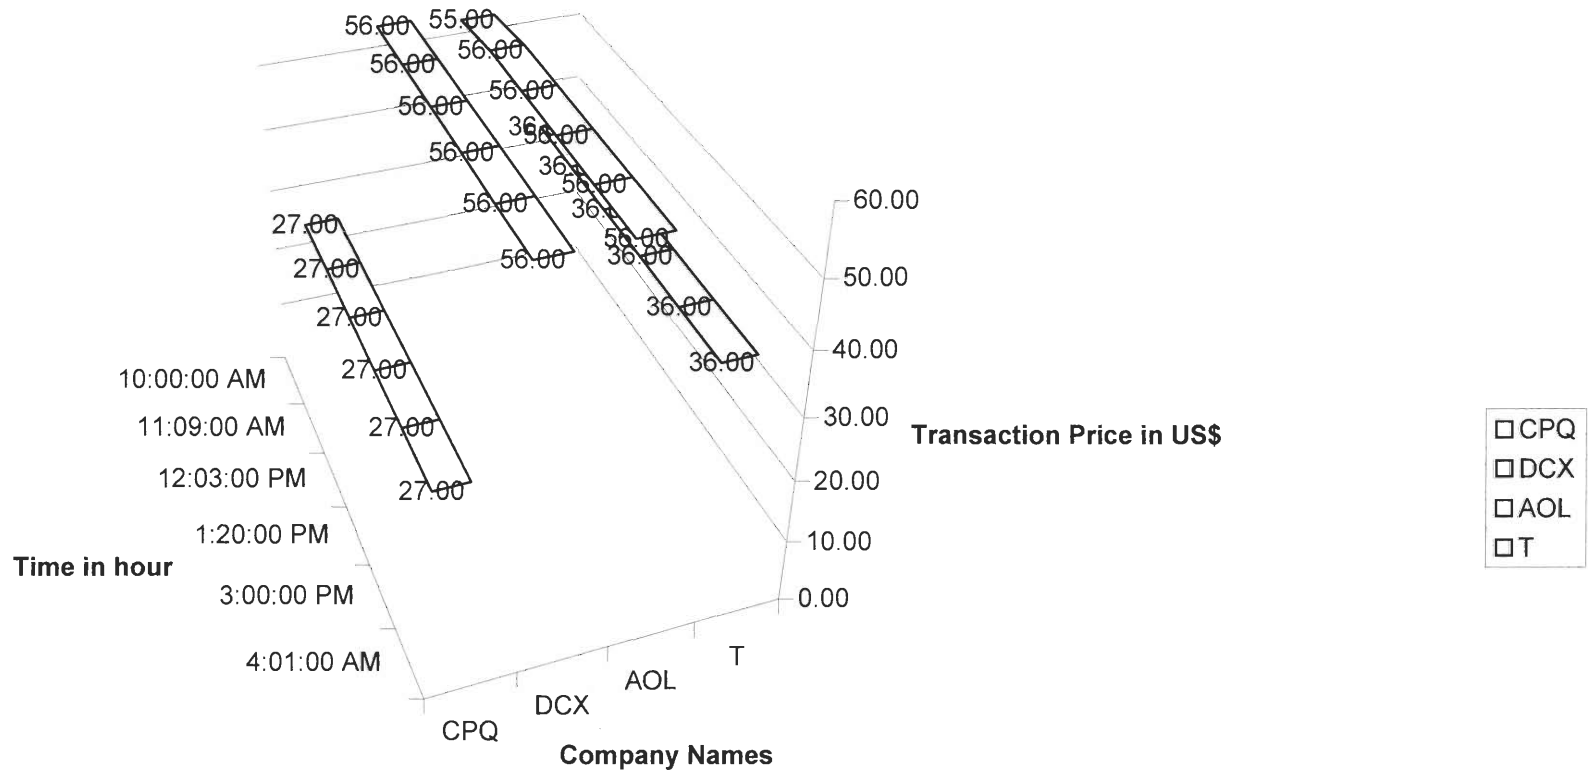 56.00 55.00
56.00 56.00
56.00 56.00
36. 56.00
56.00 36.
56.00
56.00 36.
27.00 56.00
56.00 36.00
27.00
27.00 36.00
27.00 36.00
27.00
27.00
60.00
50.00
40.00
30.00
20.00
10.00
0.00
Transaction Price in US$
10:00:00 AM
11:09:00 AM
12:03:00 PM
1:20:00 PM
3:00:00 PM
4:01:00 AM
Time in hour
CPQ
DCX
AOL
T
Company Names
CPQ
DCX
AOL
T